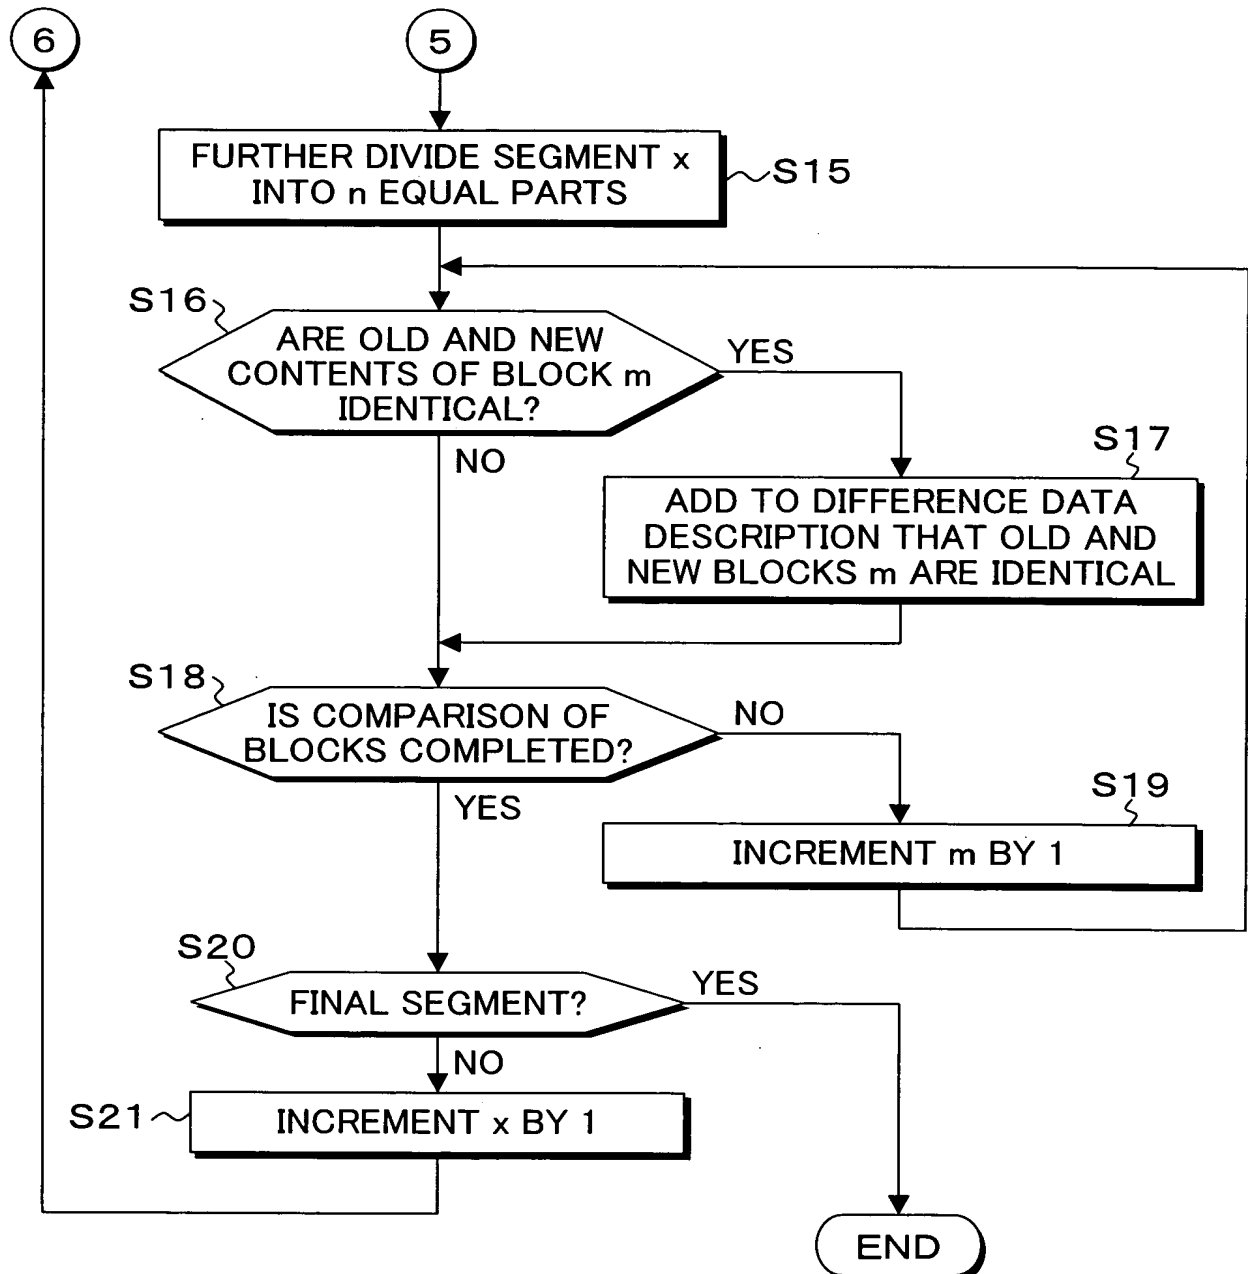 6
5
FURTHER DIVIDE SEGMENT x
INTO n EQUAL PARTS
S15
S16
ARE OLD AND NEW
CONTENTS OF BLOCK m
IDENTICAL?
YES
NO
S17
ADD TO DIFFERENCE DATA
DESCRIPTION THAT OLD AND
NEW BLOCKS m ARE IDENTICAL
S18
IS COMPARISON OF
BLOCKS COMPLETED?
NO
YES
S19
INCREMENT m BY 1
S20
FINAL SEGMENT?
YES
NO
S21
INCREMENT x BY 1
END